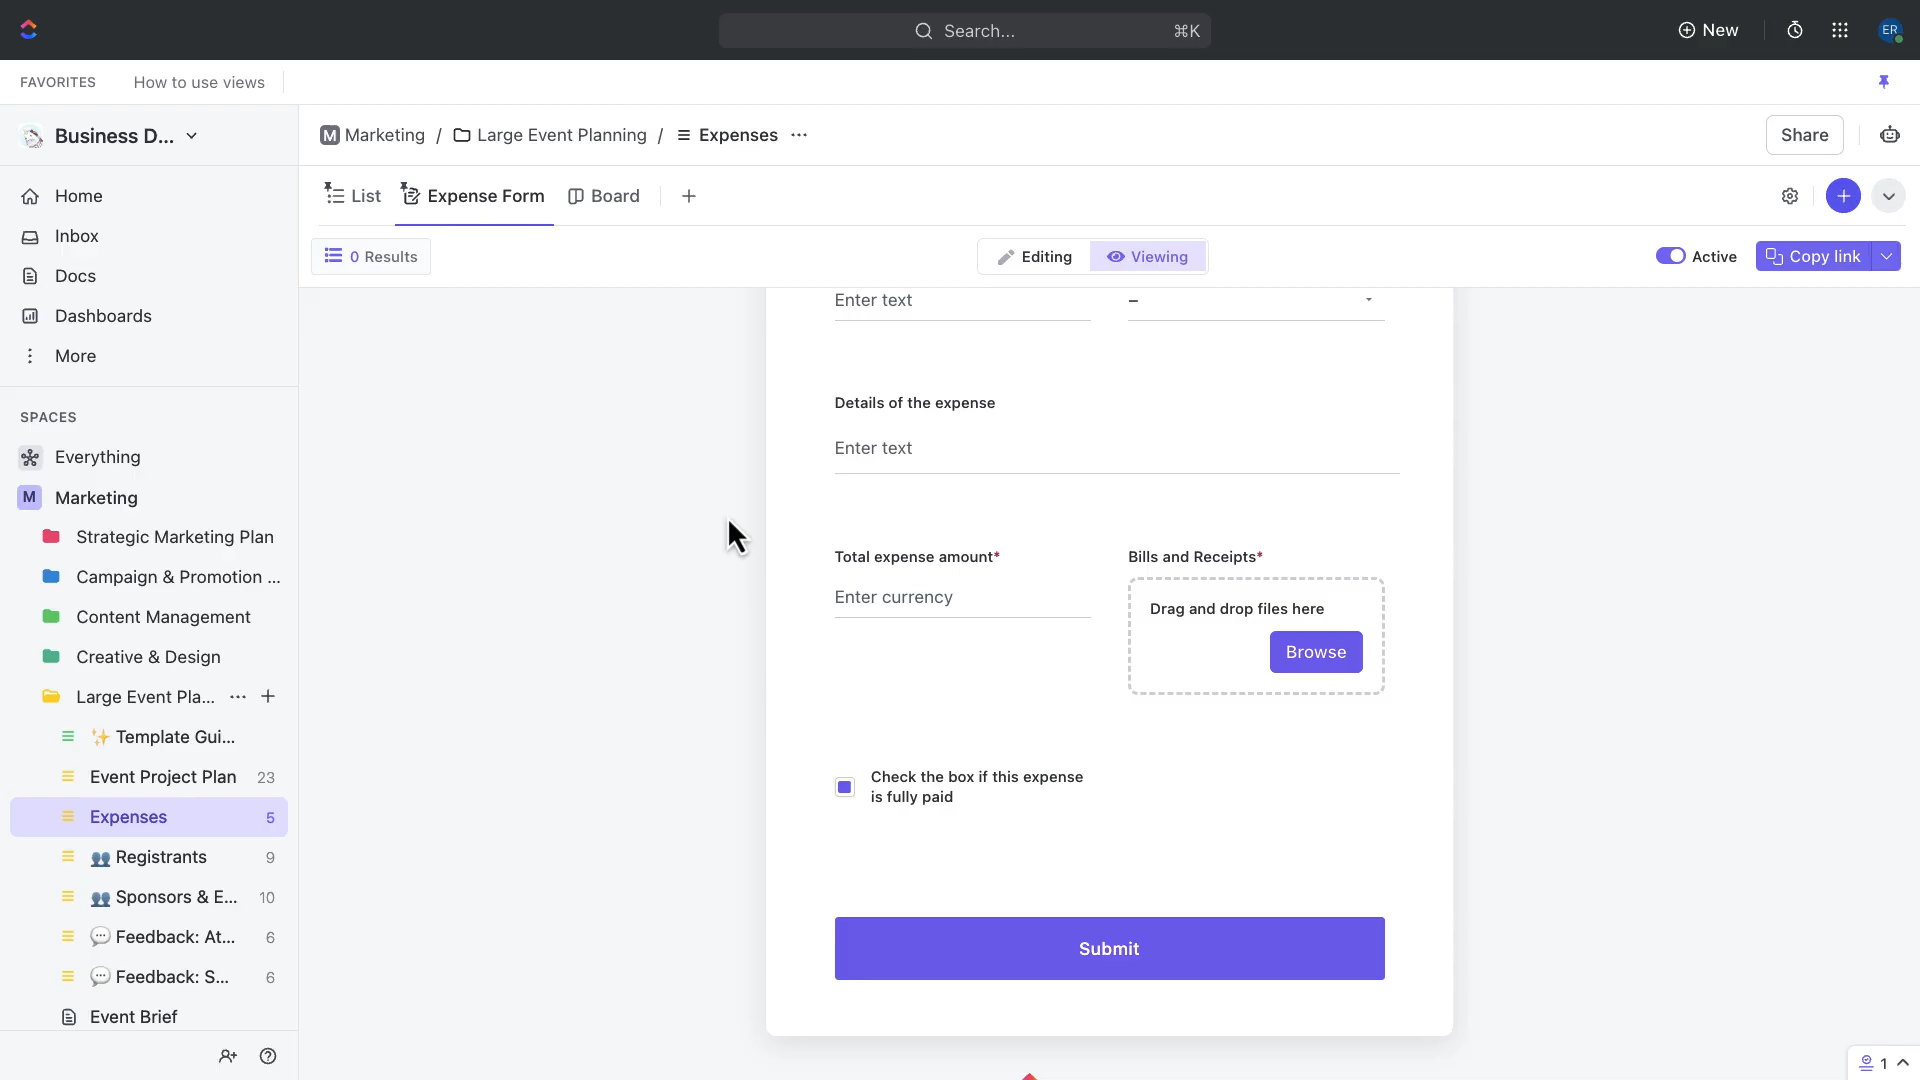 Search...
⌘K
New
ER
FAVORITES
How to use views
Business D...
M Marketing / Large Event Planning / Expenses ...
Share
Home
Inbox
Docs
Dashboards
More
List
Expense Form
Board
0 Results
Editing
Viewing
Active
Copy link
SPACES
Everything
M Marketing
Strategic Marketing Plan
Campaign & Promotion ...
Content Management
Creative & Design
Large Event Pla...
✨ Template Gui...
Event Project Plan 23
Expenses 5
👥 Registrants 9
👥 Sponsors & E... 10
💬 Feedback: At... 6
💬 Feedback: S... 6
Event Brief
Enter text
–
Details of the expense
Enter text
Total expense amount*
Enter currency
Bills and Receipts*
Drag and drop files here
Browse
Check the box if this expense
is fully paid
Submit
1